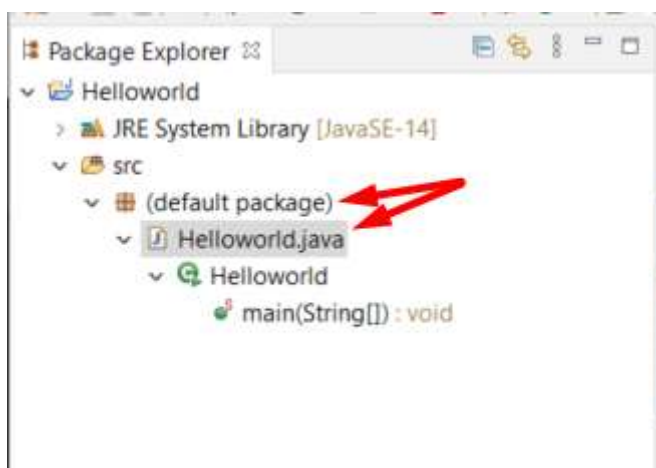 Package Explorer
Helloworld
JRE System Library [JavaSE-14]
src
(default package)
Helloworld.java
Helloworld
main(String[]) : void